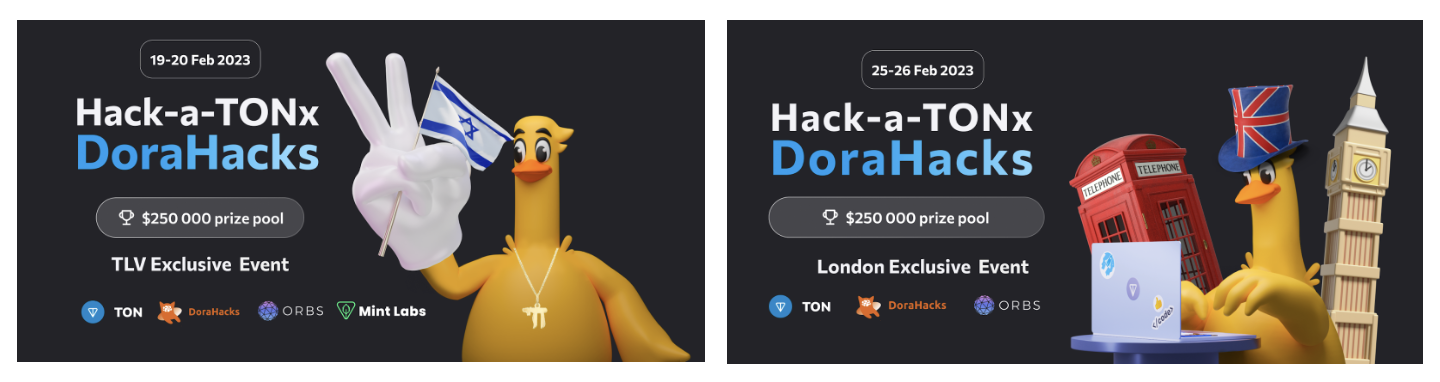 19-20 Feb 2023
Hack-a-TONx
DoraHacks
$250 000 prize pool
TLV Exclusive Event
TON DoraHacks ORBS Mint Labs
25-26 Feb 2023
Hack-a-TONx
DoraHacks
$250 000 prize pool
London Exclusive Event
TON DoraHacks ORBS
TELEPHONE TELEPHONE
</code>